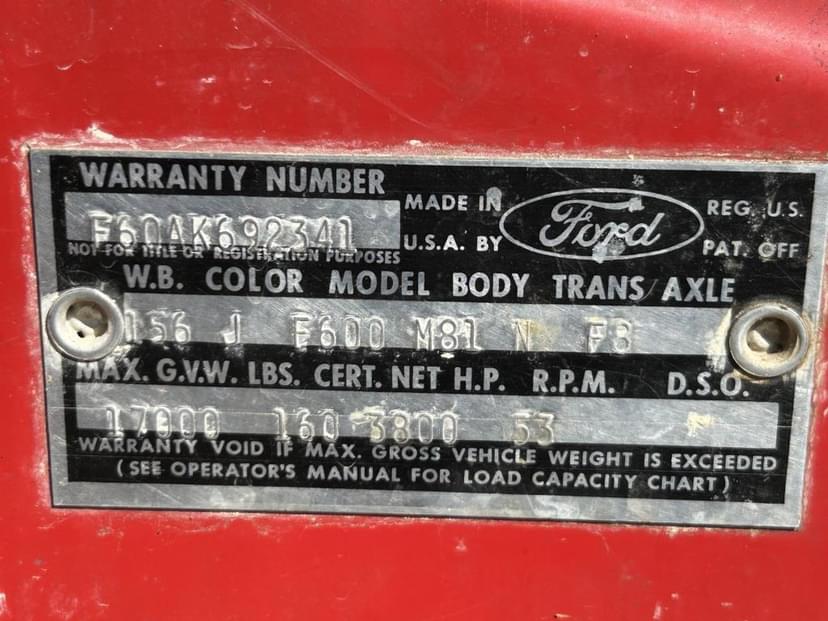 WARRANTY NUMBER
MADE IN Ford REG. U.S.
F60AK692341 U.S.A. BY PAT. OFF
NOT FOR TITLE OR REGISTRATION PURPOSES
W.B. COLOR MODEL BODY TRANS AXLE
156 J F600 M81 N
MAX. G.V.W. LBS. CERT. NET H.P. R.P.M. D.S.O.
17000 160 3800 53
WARRANTY VOID IF MAX. GROSS VEHICLE WEIGHT IS EXCEEDED
(SEE OPERATOR'S MANUAL FOR LOAD CAPACITY CHART)